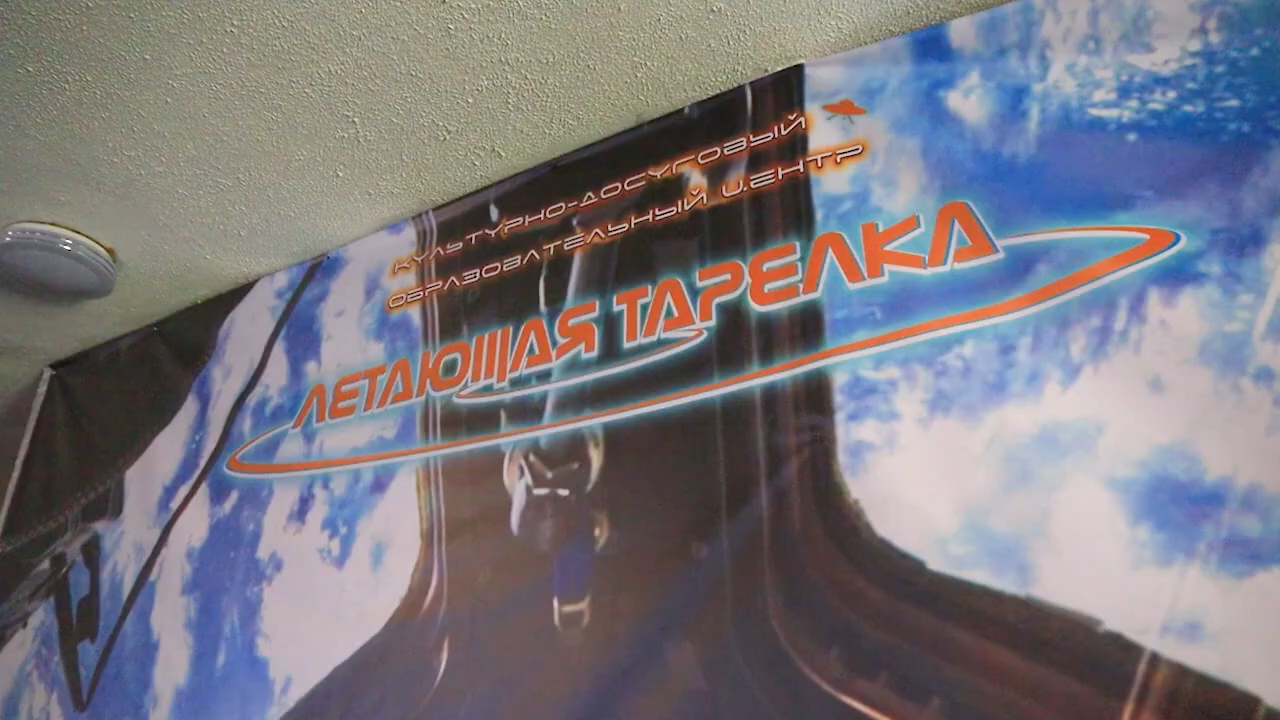 КУЛЬТУРНО-ДОСУГОВЫЙ
ОБРАЗОВАТЕЛЬНЫЙ ЦЕНТР
ЛЕТАЮЩАЯ ТАРЕЛКА